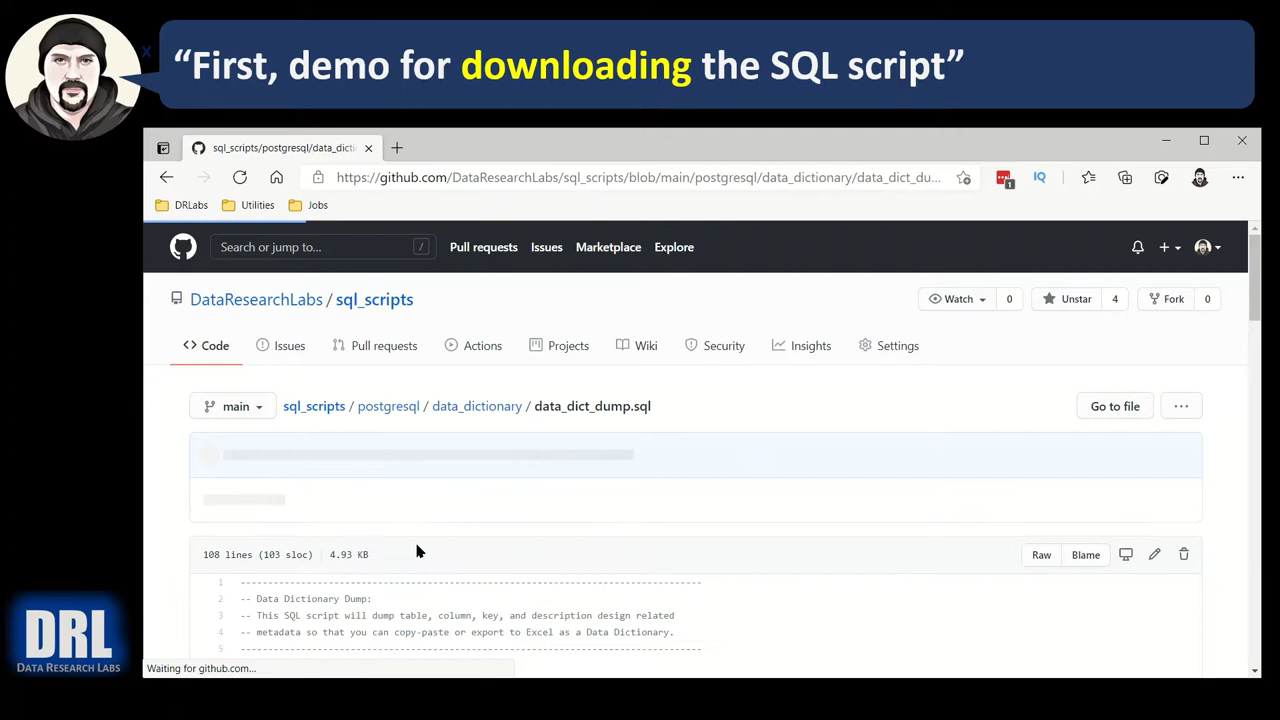 “First, demo for downloading the SQL script”
x
sql_scripts/postgresql/data_dicti
https://github.com/DataResearchLabs/sql_scripts/blob/main/postgresql/data_dictionary/data_dict_du...
1
IQ
DRLabs Utilities Jobs
Search or jump to... /
Pull requests Issues Marketplace Explore
DataResearchLabs / sql_scripts
Watch 0 Unstar 4 Fork 0
Code Issues Pull requests Actions Projects Wiki Security Insights Settings
main sql_scripts / postgresql / data_dictionary / data_dict_dump.sql Go to file ...
108 lines (103 sloc) 4.93 KB Raw Blame
1 -----------------------------------------------------------------------------------
2 -- Data Dictionary Dump:
3 -- This SQL script will dump table, column, key, and description design related
4 -- metadata so that you can copy-paste or export to Excel as a Data Dictionary.
5 -----------------------------------------------------------------------------------
Waiting for github.com...
DRL
DATA RESEARCH LABS